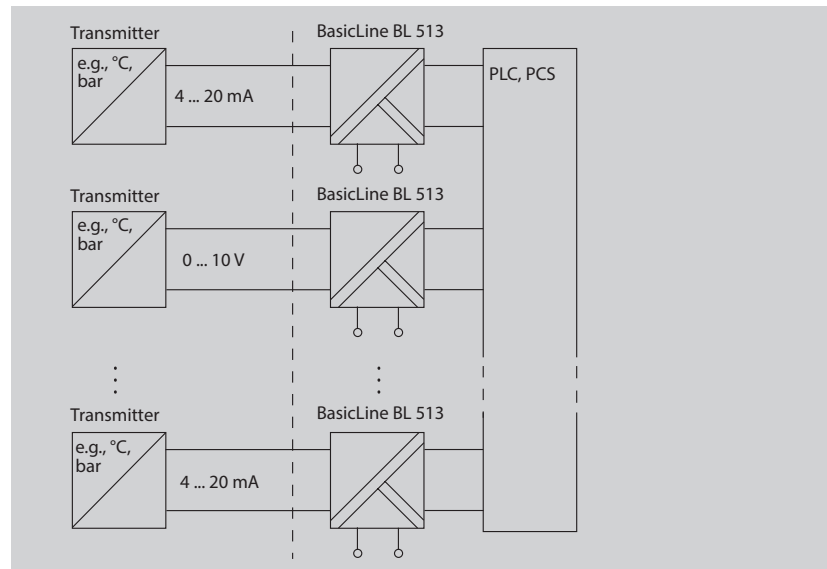 Transmitter
BasicLine BL 513
e.g., °C,
bar
4 ... 20 mA
PLC, PCS
Transmitter
BasicLine BL 513
e.g., °C,
bar
0 ... 10 V
Transmitter
BasicLine BL 513
e.g., °C,
bar
4 ... 20 mA